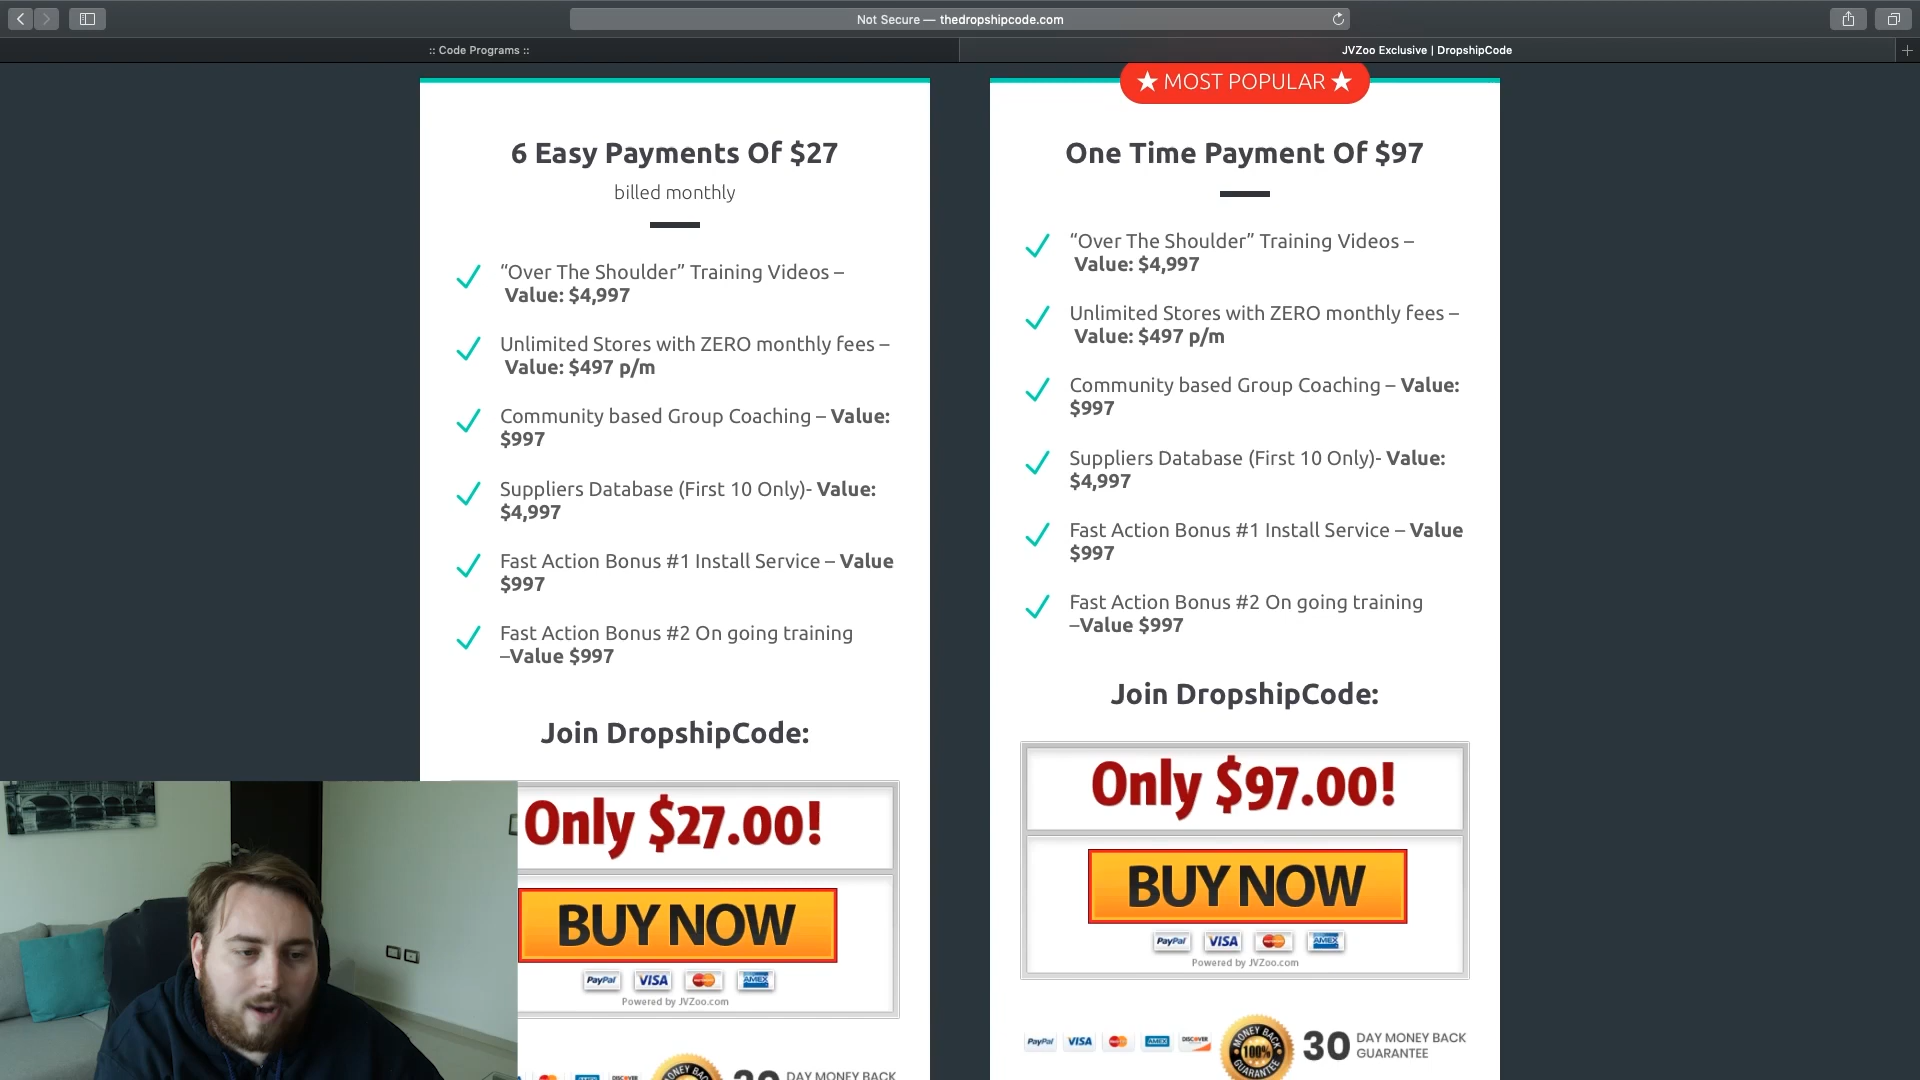 Not Secure — thedropshipcode.com
:: Code Programs ::
JVZoo Exclusive | DropshipCode
6 Easy Payments Of $27
billed monthly
“Over The Shoulder” Training Videos –
Value: $4,997
Unlimited Stores with ZERO monthly fees –
Value: $497 p/m
Community based Group Coaching – Value:
$997
Suppliers Database (First 10 Only)- Value:
$4,997
Fast Action Bonus #1 Install Service – Value
$997
Fast Action Bonus #2 On going training
–Value $997
Join DropshipCode:
Only $27.00!
BUY NOW
PayPal VISA MasterCard AMEX
Powered by JVZoo.com
AMEX DISCOVER MONEY BACK 30 DAY MONEY BACK
★ MOST POPULAR ★
One Time Payment Of $97
“Over The Shoulder” Training Videos –
Value: $4,997
Unlimited Stores with ZERO monthly fees –
Value: $497 p/m
Community based Group Coaching – Value:
$997
Suppliers Database (First 10 Only)- Value:
$4,997
Fast Action Bonus #1 Install Service – Value
$997
Fast Action Bonus #2 On going training
–Value $997
Join DropshipCode:
Only $97.00!
BUY NOW
PayPal VISA MasterCard AMEX
Powered by JVZoo.com
PayPal VISA MasterCard AMEX DISCOVER
MONEY BACK
100%
30 DAY MONEY BACK
GUARANTEE